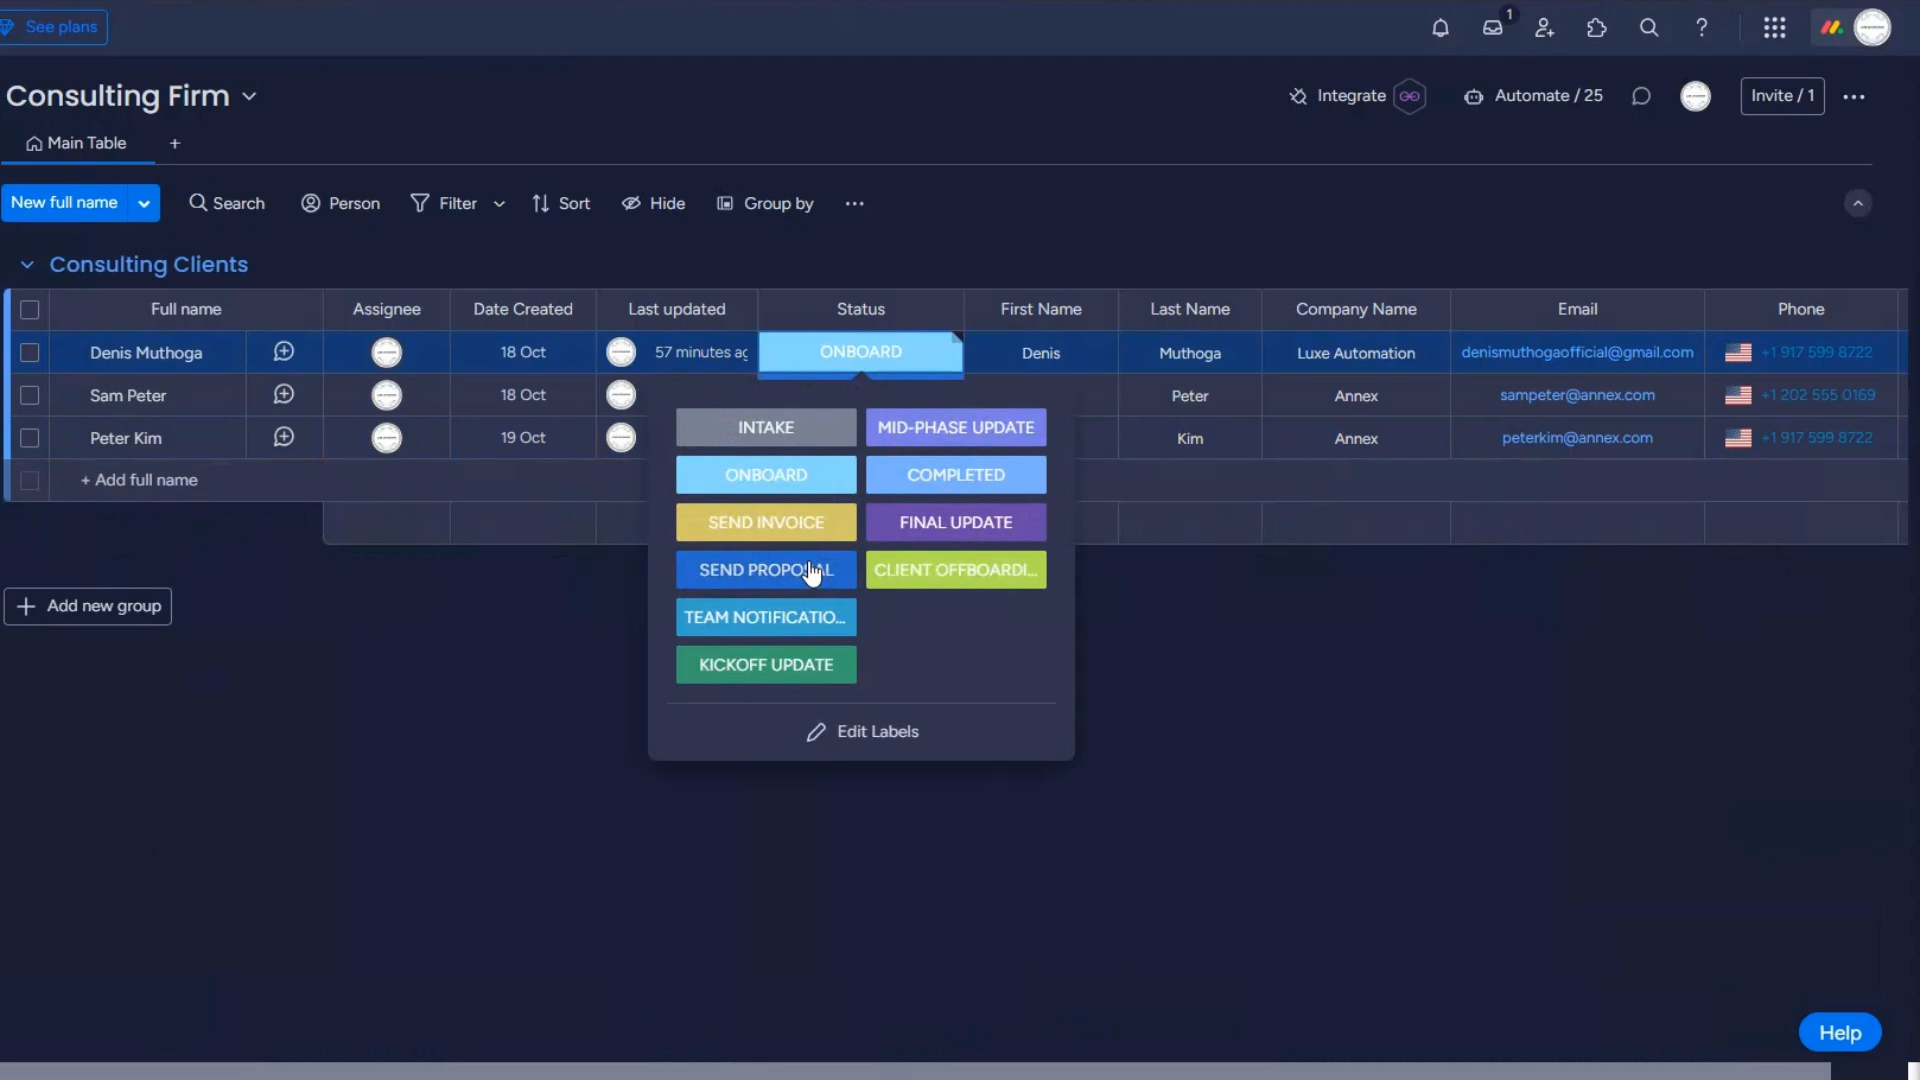 See plans
1
Consulting Firm
Integrate
Automate / 25
Invite / 1
Main Table
New full name
Search
Person
Filter
Sort
Hide
Group by
Consulting Clients
Full name
Assignee
Date Created
Last updated
Status
First Name
Last Name
Company Name
Email
Phone
Denis Muthoga
18 Oct
57 minutes ag
ONBOARD
Denis
Muthoga
Luxe Automation
denismuthogaofficial@gmail.com
+1 917 599 8722
Sam Peter
18 Oct
Peter
Annex
sampeter@annex.com
+1 202 555 0169
Peter Kim
19 Oct
Kim
Annex
peterkim@annex.com
+1 917 599 8722
+ Add full name
INTAKE
MID-PHASE UPDATE
ONBOARD
COMPLETED
SEND INVOICE
FINAL UPDATE
SEND PROPOSAL
CLIENT OFFBOARDI...
TEAM NOTIFICATIO...
KICKOFF UPDATE
Edit Labels
+ Add new group
Help